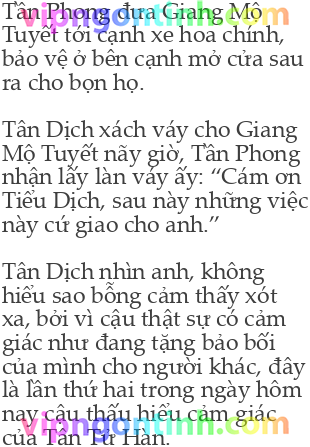 Tần Phong đưa Giang Mộ
Tuyết tới cạnh xe hoa chính,
bảo vệ ở bên cạnh mở cửa sau
ra cho bọn họ.

Tân Dịch xách váy cho Giang
Mộ Tuyết nãy giờ, Tần Phong
nhận lấy làn váy ấy: “Cám ơn
Tiểu Dịch, sau này những việc
này cứ giao cho anh.”

Tân Dịch nhìn anh, không
hiểu sao bỗng cảm thấy xót
xa, bởi vì cậu thật sự có cảm
giác như đang tặng bảo bối
của mình cho người khác, đây
là lần thứ hai trong ngày hôm
nay cậu thấu hiểu cảm giác
của Tân Tử Hàn.
vipngontinh.com
vipngontinh.com